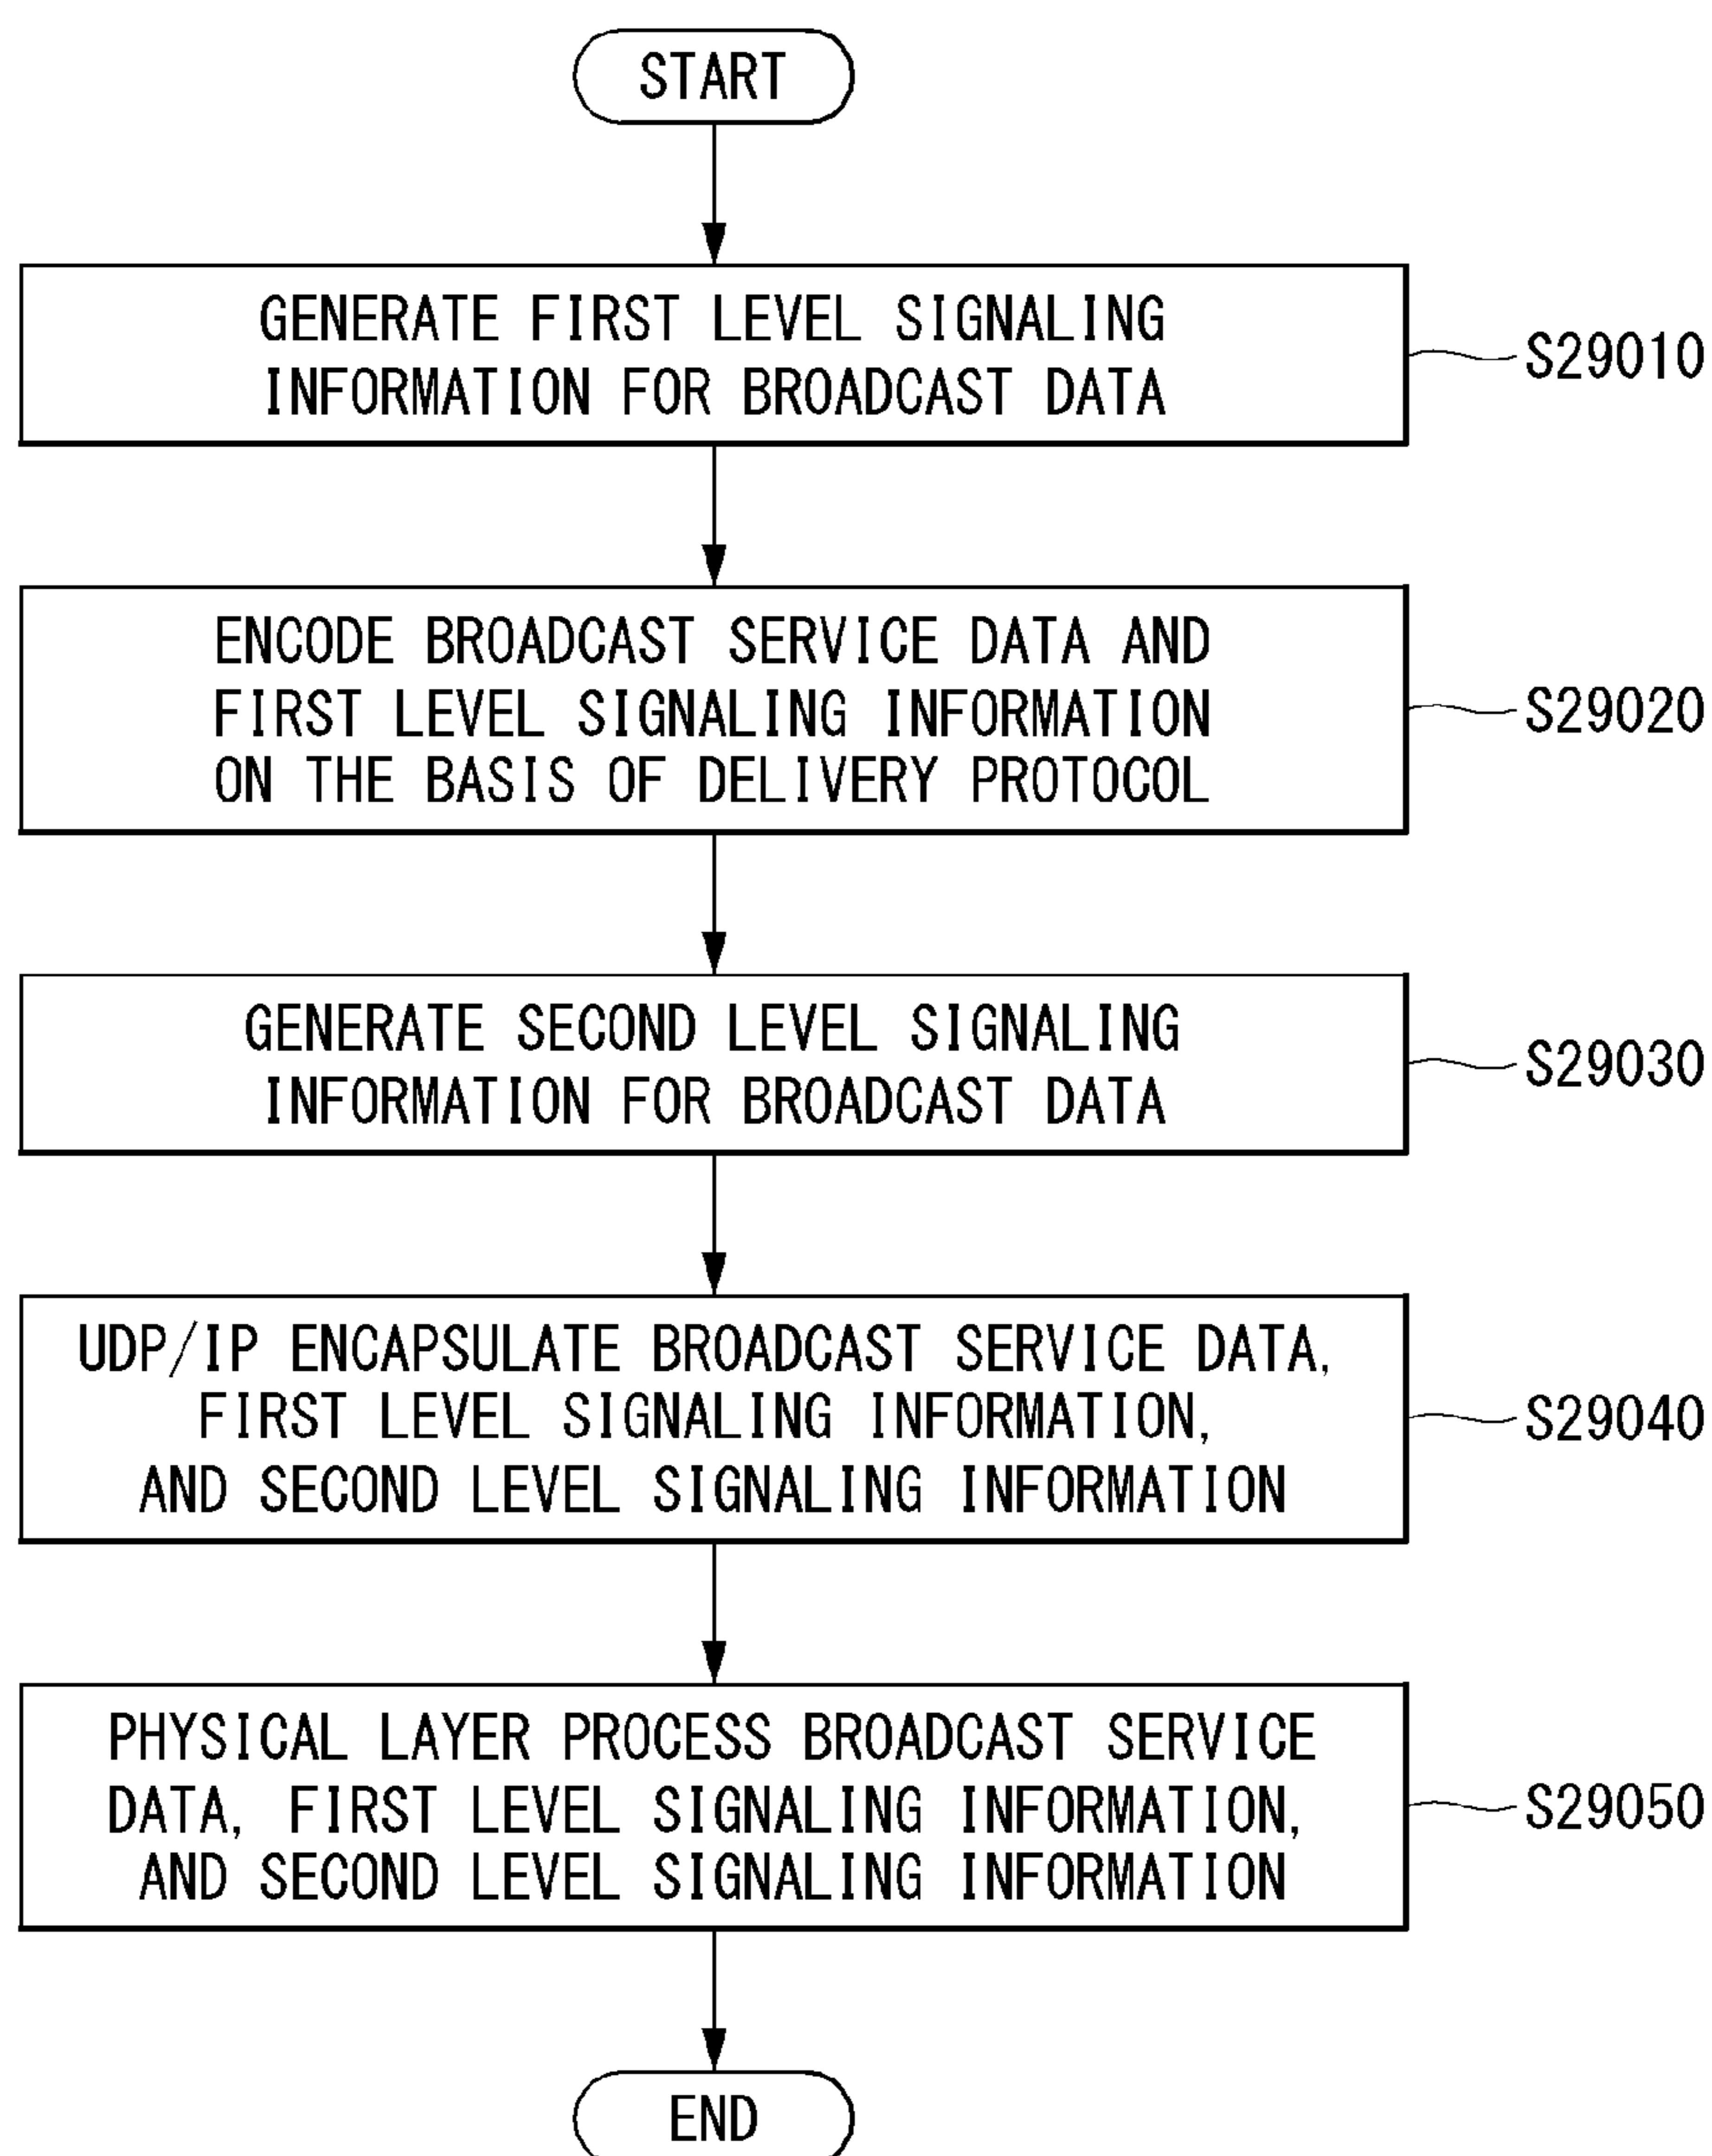 START
GENERATE FIRST LEVEL SIGNALING
INFORMATION FOR BROADCAST DATA
S29010
ENCODE BROADCAST SERVICE DATA AND
FIRST LEVEL SIGNALING INFORMATION
ON THE BASIS OF DELIVERY PROTOCOL
S29020
GENERATE SECOND LEVEL SIGNALING
INFORMATION FOR BROADCAST DATA
S29030
UDP/IP ENCAPSULATE BROADCAST SERVICE DATA,
FIRST LEVEL SIGNALING INFORMATION,
AND SECOND LEVEL SIGNALING INFORMATION
S29040
PHYSICAL LAYER PROCESS BROADCAST SERVICE
DATA, FIRST LEVEL SIGNALING INFORMATION,
AND SECOND LEVEL SIGNALING INFORMATION
S29050
END